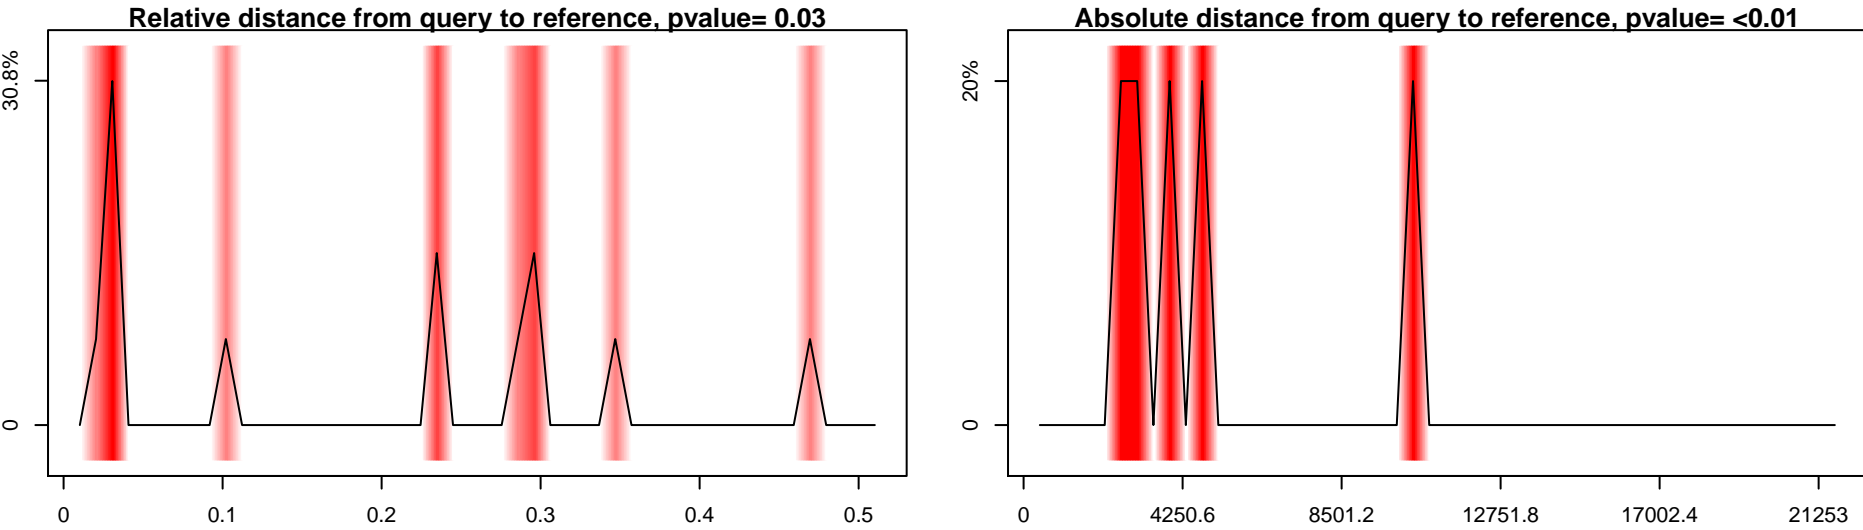 Relative distance from query to reference, pvalue= 0.03
30.8%
0
0 0.1 0.2 0.3 0.4 0.5
Absolute distance from query to reference, pvalue= <0.01
20%
0
0 4250.6 8501.2 12751.8 17002.4 21253